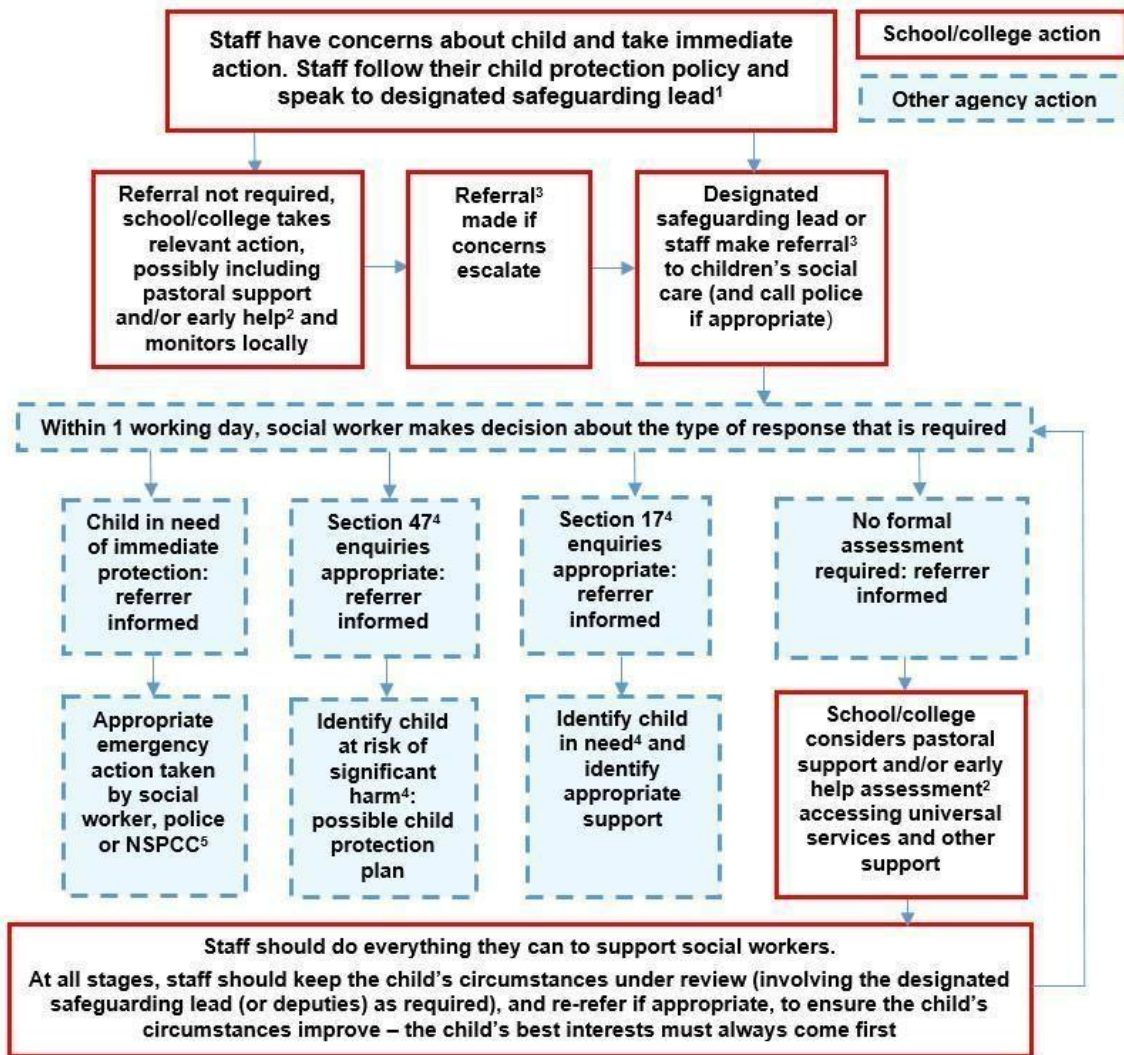 Staff have concerns about child and take immediate
action. Staff follow their child protection policy and
speak to designated safeguarding lead¹
School/college action
Other agency action
Referral not required,
school/college takes
relevant action,
possibly including
pastoral support
and/or early help² and
monitors locally
Referral³
made if
concerns
escalate
Designated
safeguarding lead or
staff make referral³
to children’s social
care (and call police
if appropriate)
Within 1 working day, social worker makes decision about the type of response that is required
Child in need
of immediate
protection:
referrer
informed
Section 47⁴
enquiries
appropriate:
referrer
informed
Section 17⁴
enquiries
appropriate:
referrer
informed
No formal
assessment
required: referrer
informed
Appropriate
emergency
action taken
by social
worker, police
or NSPCC⁵
Identify child
at risk of
significant
harm⁴:
possible child
protection
plan
Identify child
in need⁴ and
identify
appropriate
support
School/college
considers pastoral
support and/or early
help assessment²
accessing universal
services and other
support
Staff should do everything they can to support social workers.
At all stages, staff should keep the child’s circumstances under review (involving the designated
safeguarding lead (or deputies) as required), and re-refer if appropriate, to ensure the child’s
circumstances improve – the child’s best interests must always come first